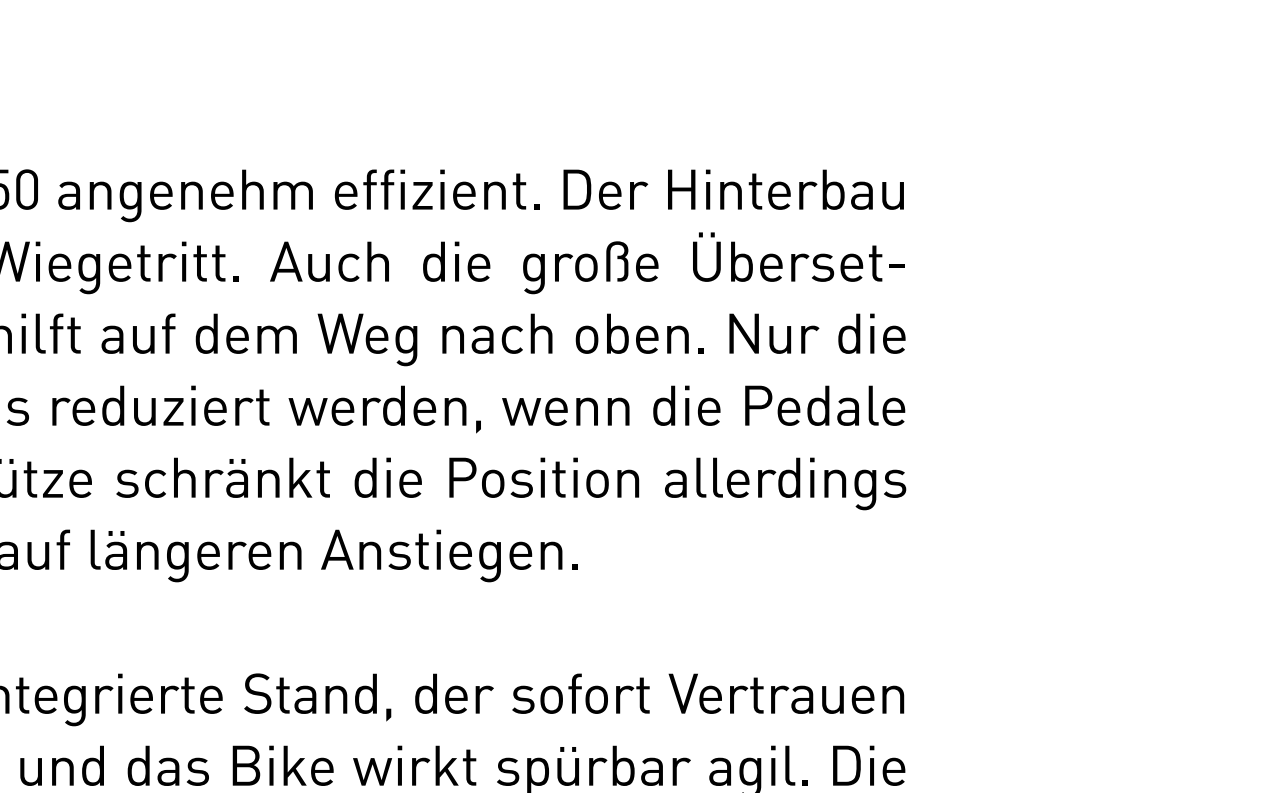 50 angenehm effizient. Der Hinterbau
Wiegetritt. Auch die große Überset-
hilft auf dem Weg nach oben. Nur die
s reduziert werden, wenn die Pedale
ütze schränkt die Position allerdings
auf längeren Anstiegen.
ntegrierte Stand, der sofort Vertrauen
und das Bike wirkt spürbar agil. Die